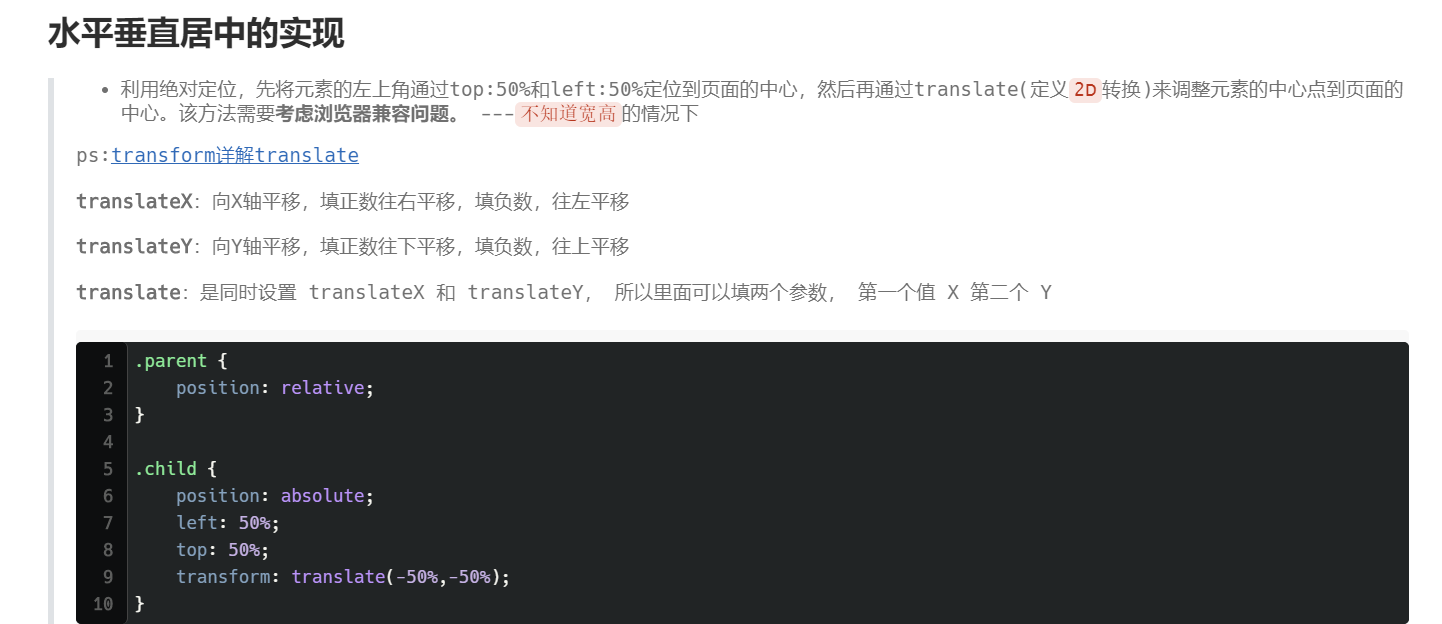 水平垂直居中的实现
• 利用绝对定位，先将元素的左上角通过top:50%和left:50%定位到页面的中心，然后再通过translate(定义2D转换)来调整元素的中心点到页面的
中心。该方法需要考虑浏览器兼容问题。 ---不知道宽高的情况下
ps:transform详解translate
translateX：向X轴平移，填正数往右平移，填负数，往左平移
translateY：向Y轴平移，填正数往下平移，填负数，往上平移
translate：是同时设置 translateX 和 translateY， 所以里面可以填两个参数， 第一个值 X 第二个 Y
1 .parent {
2     position: relative;
3 }
4
5 .child {
6     position: absolute;
7     left: 50%;
8     top: 50%;
9     transform: translate(-50%,-50%);
10 }